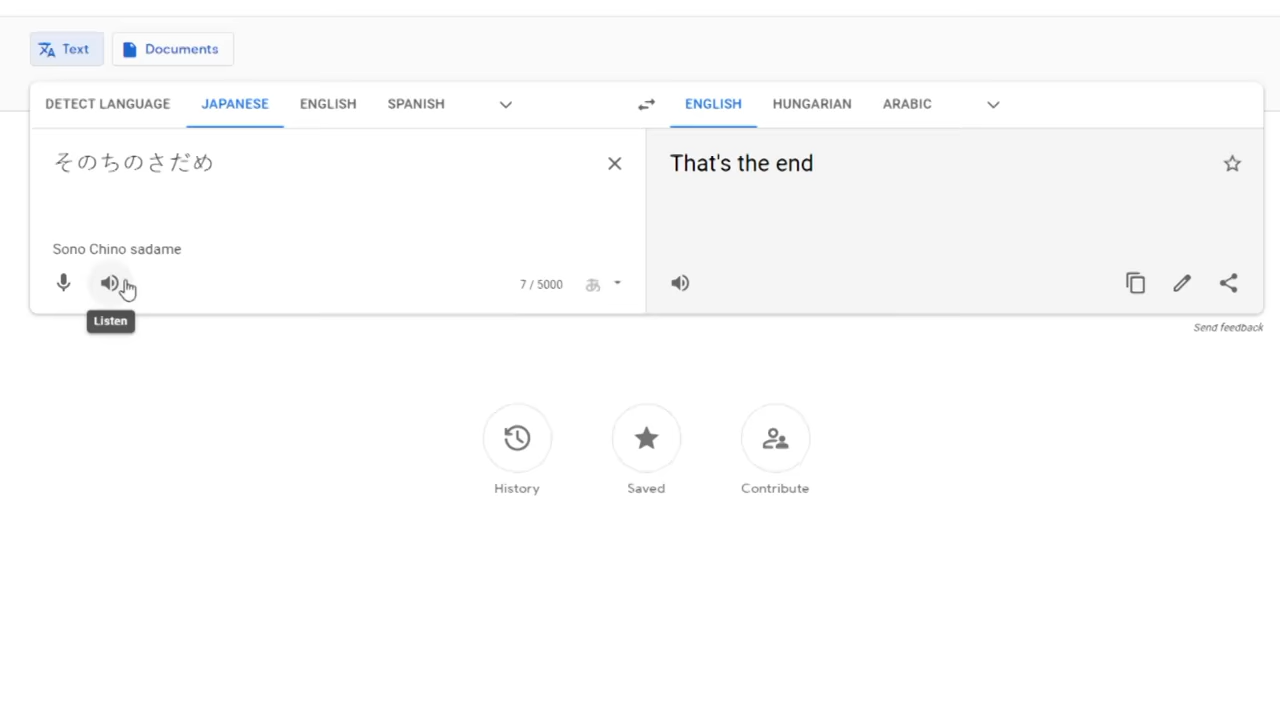 Text
Documents
DETECT LANGUAGE
JAPANESE
ENGLISH
SPANISH
ENGLISH
HUNGARIAN
ARABIC
そのちのさだめ
That's the end
Sono Chino sadame
7 / 5000
あ
Listen
Send feedback
History
Saved
Contribute